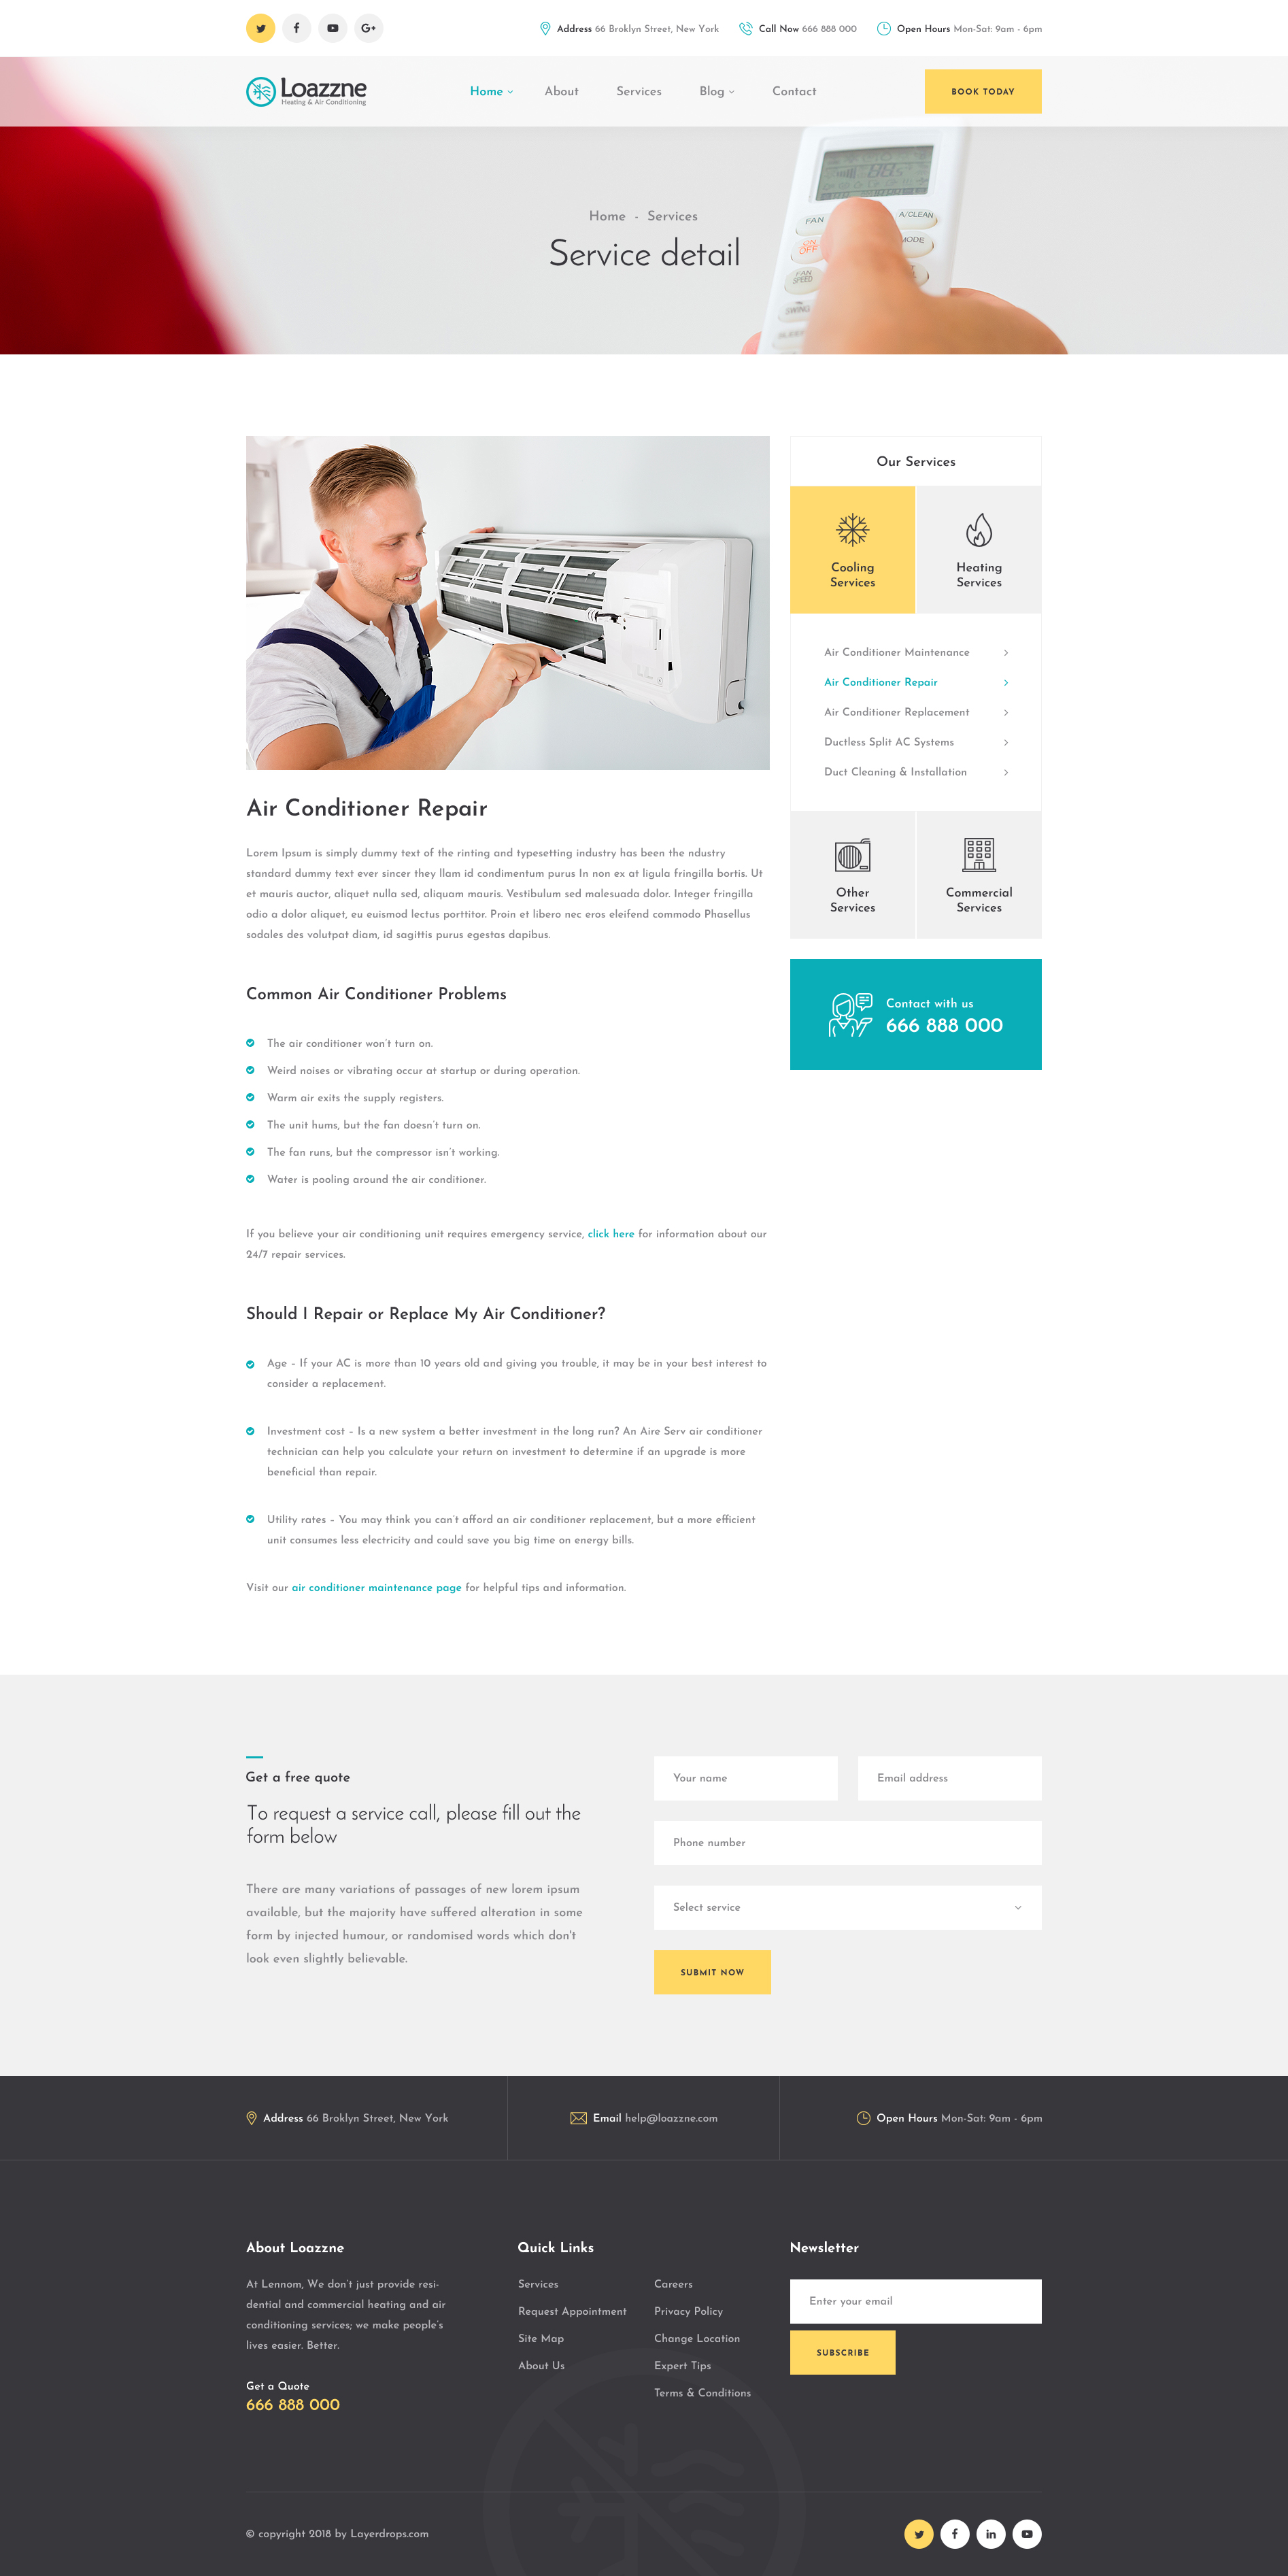 G+
Address 66 Broklyn Street, New York
Call Now 666 888 000
Open Hours Mon-Sat: 9am - 6pm
Loazzne
Heating & Air Conditioning
Home
About
Services
Blog
Contact
BOOK TODAY
FAN
A/CLEAN
ON
OFF
MODE
FAN
SPEED
SWING
SLEEP
Home - Services
Service detail
Our Services
Cooling
Services
Heating
Services
Air Conditioner Maintenance
Air Conditioner Repair
Air Conditioner Replacement
Ductless Split AC Systems
Duct Cleaning & Installation
Other
Services
Commercial
Services
Contact with us
666 888 000
Air Conditioner Repair
Lorem Ipsum is simply dummy text of the rinting and typesetting industry has been the ndustry
standard dummy text ever sincer they llam id condimentum purus In non ex at ligula fringilla bortis. Ut
et mauris auctor, aliquet nulla sed, aliquam mauris. Vestibulum sed malesuada dolor. Integer fringilla
odio a dolor aliquet, eu euismod lectus porttitor. Proin et libero nec eros eleifend commodo Phasellus
sodales des volutpat diam, id sagittis purus egestas dapibus.
Common Air Conditioner Problems
The air conditioner won't turn on.
Weird noises or vibrating occur at startup or during operation.
Warm air exits the supply registers.
The unit hums, but the fan doesn't turn on.
The fan runs, but the compressor isn't working.
Water is pooling around the air conditioner.
If you believe your air conditioning unit requires emergency service, click here for information about our
24/7 repair services.
Should I Repair or Replace My Air Conditioner?
Age – If your AC is more than 10 years old and giving you trouble, it may be in your best interest to
consider a replacement.
Investment cost – Is a new system a better investment in the long run? An Aire Serv air conditioner
technician can help you calculate your return on investment to determine if an upgrade is more
beneficial than repair.
Utility rates – You may think you can't afford an air conditioner replacement, but a more efficient
unit consumes less electricity and could save you big time on energy bills.
Visit our air conditioner maintenance page for helpful tips and information.
Get a free quote
To request a service call, please fill out the
form below
There are many variations of passages of new lorem ipsum
available, but the majority have suffered alteration in some
form by injected humour, or randomised words which don't
look even slightly believable.
Your name
Email address
Phone number
Select service
SUBMIT NOW
Address 66 Broklyn Street, New York
Email help@loazzne.com
Open Hours Mon-Sat: 9am - 6pm
About Loazzne
At Lennom, We don't just provide resi-
dential and commercial heating and air
conditioning services; we make people's
lives easier. Better.
Get a Quote
666 888 000
Quick Links
Services
Request Appointment
Site Map
About Us
Careers
Privacy Policy
Change Location
Expert Tips
Terms & Conditions
Newsletter
Enter your email
SUBSCRIBE
© copyright 2018 by Layerdrops.com